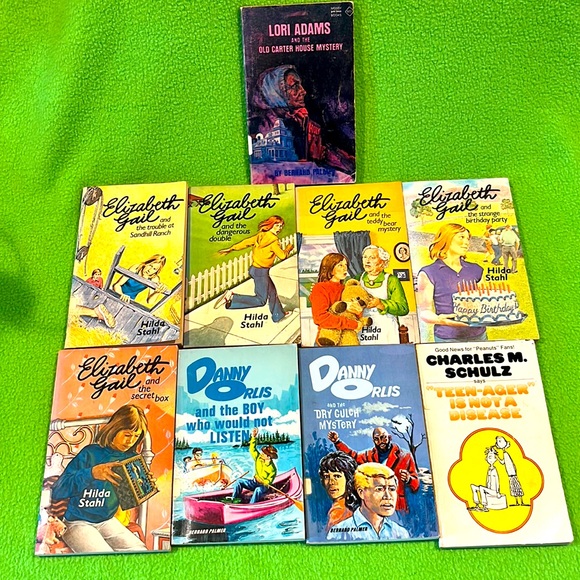 LORI ADAMS
AND THE
OLD CARTER HOUSE MYSTERY
BY BERNARD PALMER
Elizabeth
Gail
and
the trouble at
Sandhill Ranch
Hilda
Stahl
Elizabeth
Gail
and the
dangerous
double
Hilda
Stahl
Elizabeth
Gail
and the
teddy bear
mystery
Hilda
Stahl
Elizabeth
Gail
and
the strange
birthday party
Hilda
Stahl
Happy Birthday
Elizabeth
Gail
and
the
secret
box
Hilda
Stahl
DANNY
ORLIS
and the BOY
who would not
LISTEN
BERNARD PALMER
DANNY
ORLIS
AND THE
DRY GULCH
MYSTERY
BERNARD PALMER
Good News for "Peanuts" Fans!
CHARLES M.
SCHULZ
says
"TEEN-AGER"
IS NOT A
DISEASE